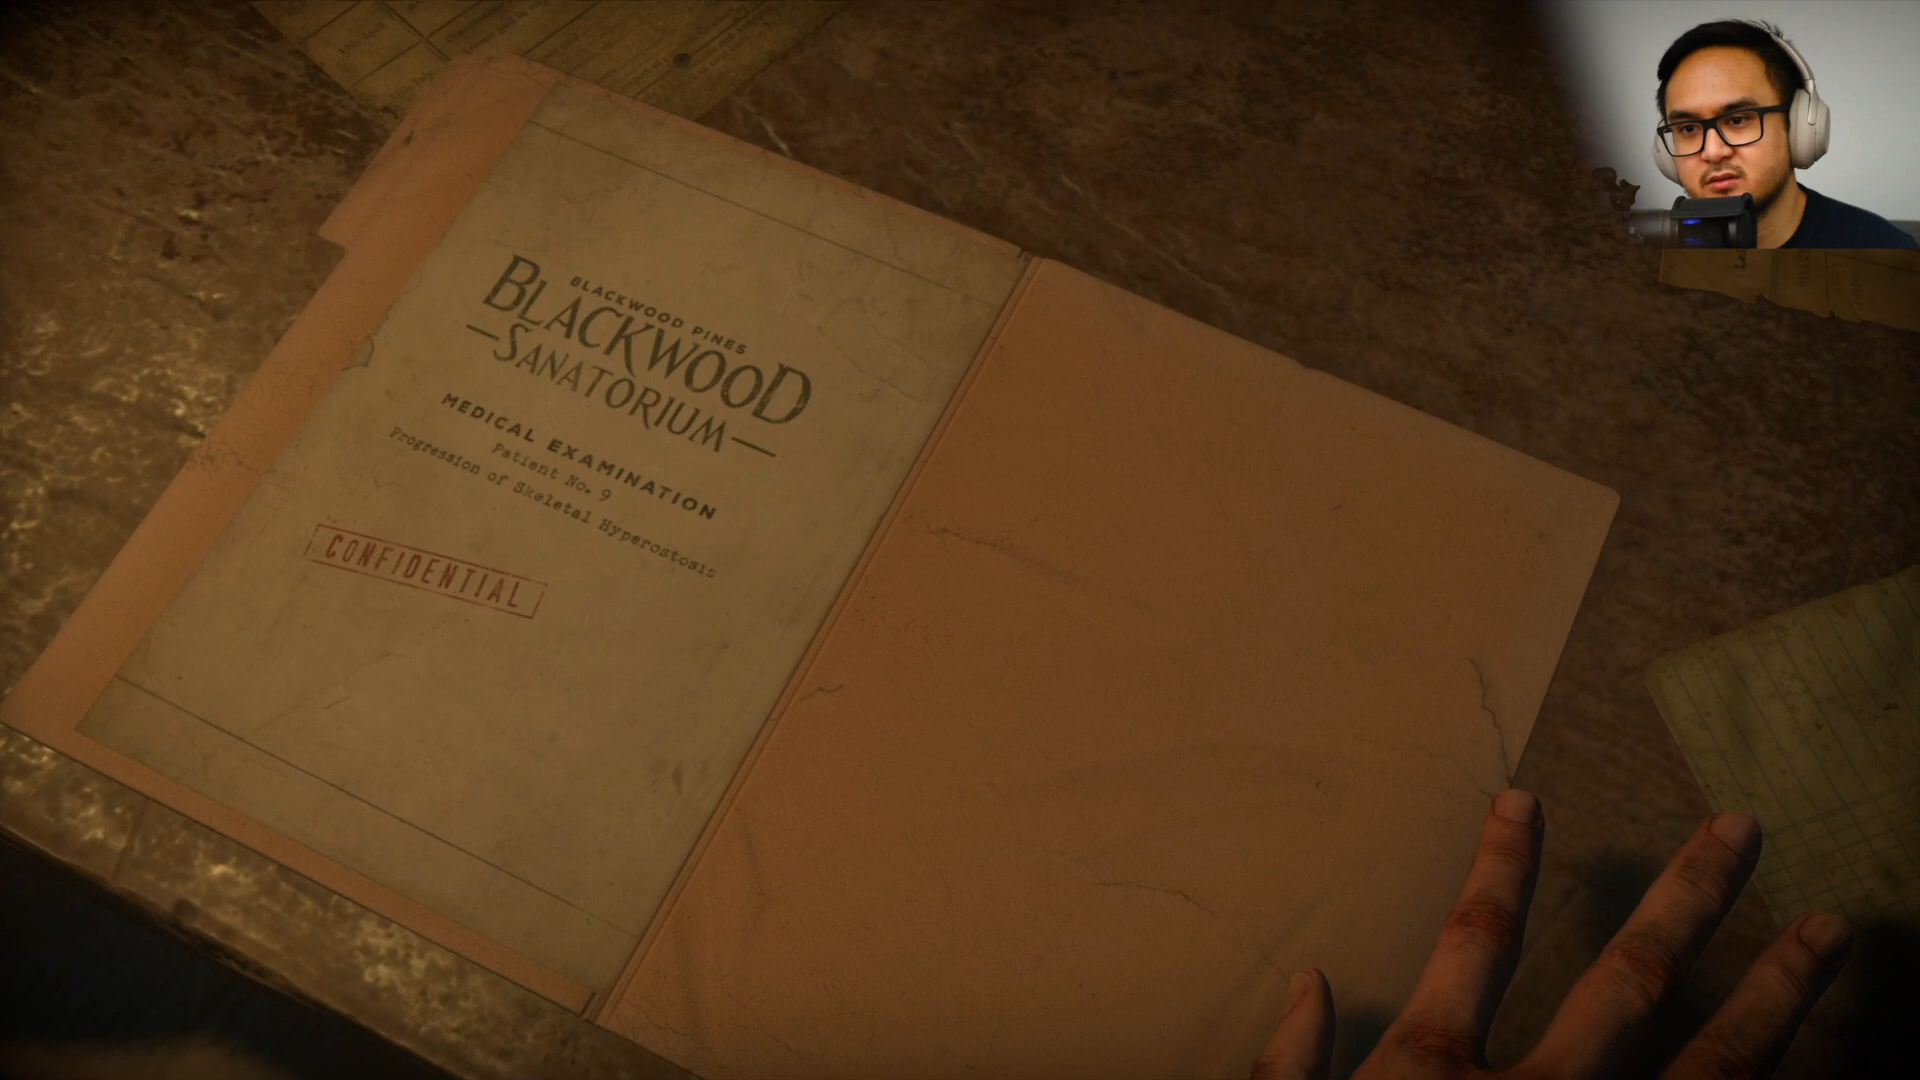 BLACKWOOD PINES
BLACKWOOD
SANATORIUM
MEDICAL EXAMINATION
Patient No. 9
Progression of Skeletal Hyperostosis
CONFIDENTIAL